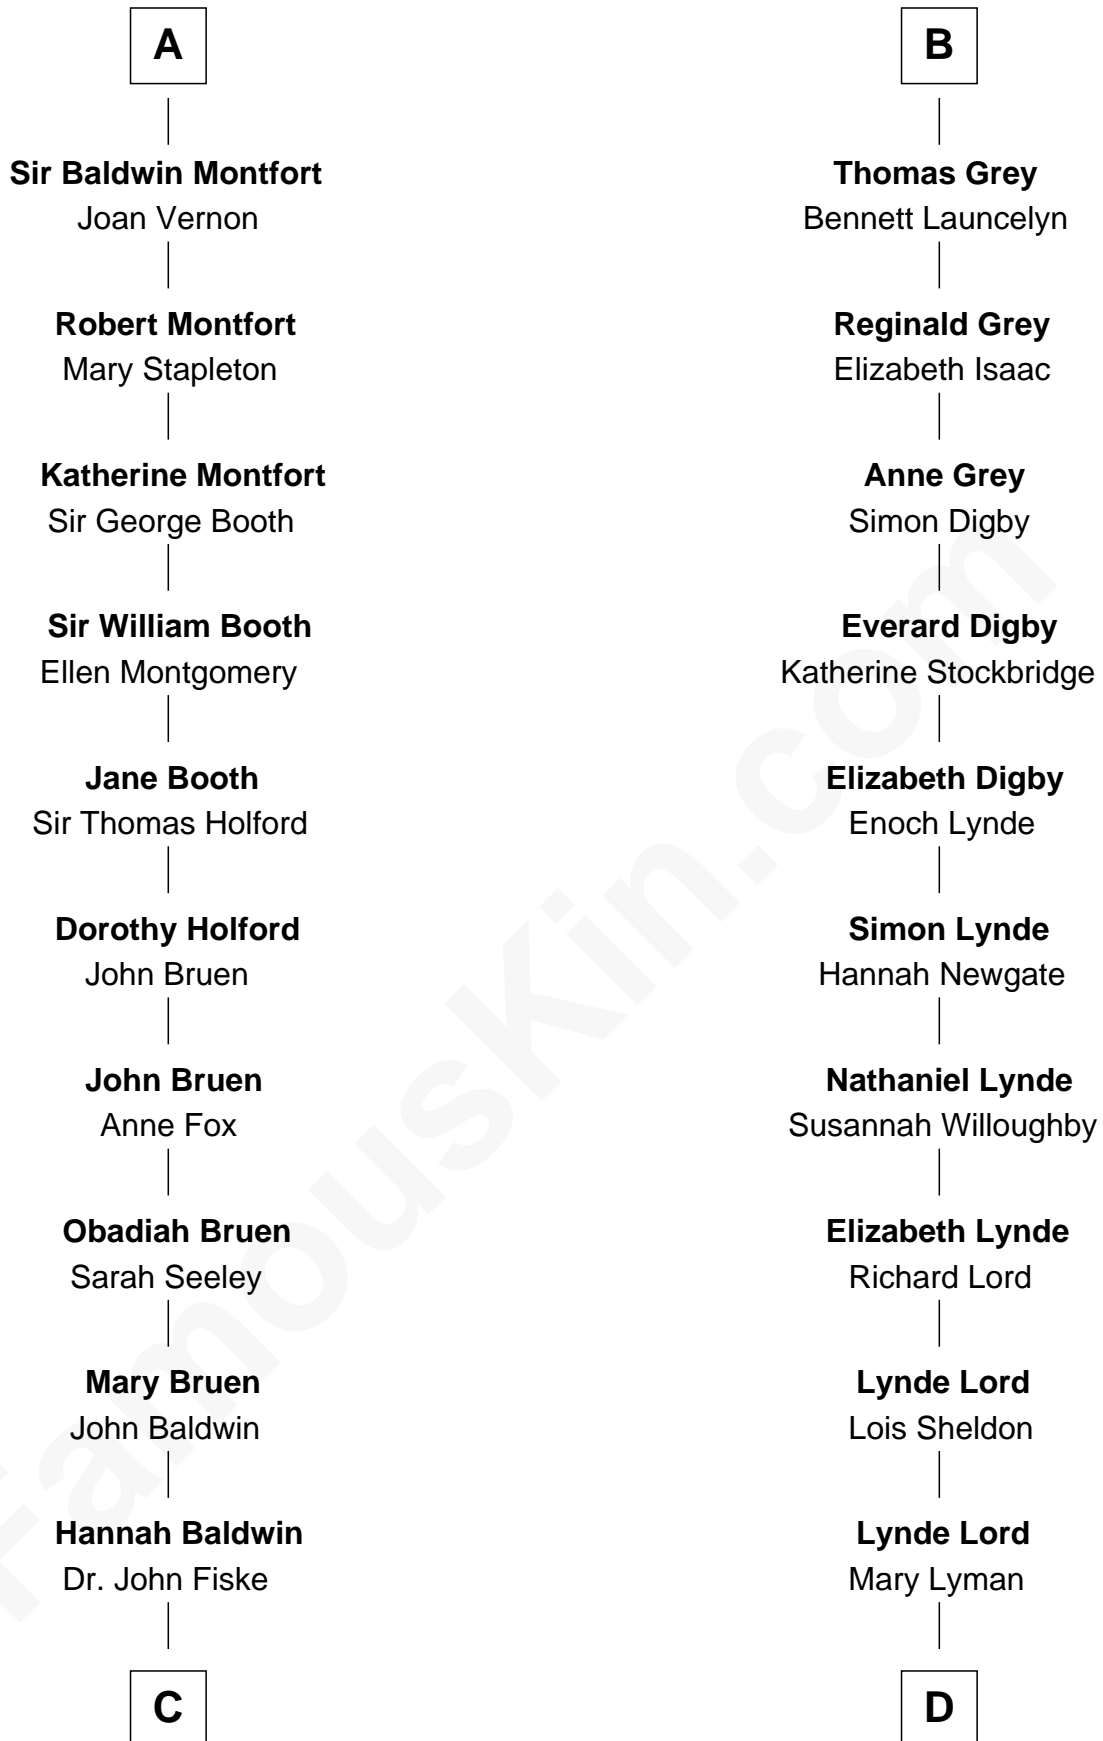 A
Sir Baldwin Montfort
Joan Vernon
Robert Montfort
Mary Stapleton
Katherine Montfort
Sir George Booth
Sir William Booth
Ellen Montgomery
Jane Booth
Sir Thomas Holford
Dorothy Holford
John Bruen
John Bruen
Anne Fox
Obadiah Bruen
Sarah Seeley
Mary Bruen
John Baldwin
Hannah Baldwin
Dr. John Fiske
C
B
Thomas Grey
Bennett Launcelyn
Reginald Grey
Elizabeth Isaac
Anne Grey
Simon Digby
Everard Digby
Katherine Stockbridge
Elizabeth Digby
Enoch Lynde
Simon Lynde
Hannah Newgate
Nathaniel Lynde
Susannah Willoughby
Elizabeth Lynde
Richard Lord
Lynde Lord
Lois Sheldon
Lynde Lord
Mary Lyman
D
FamousKin.com